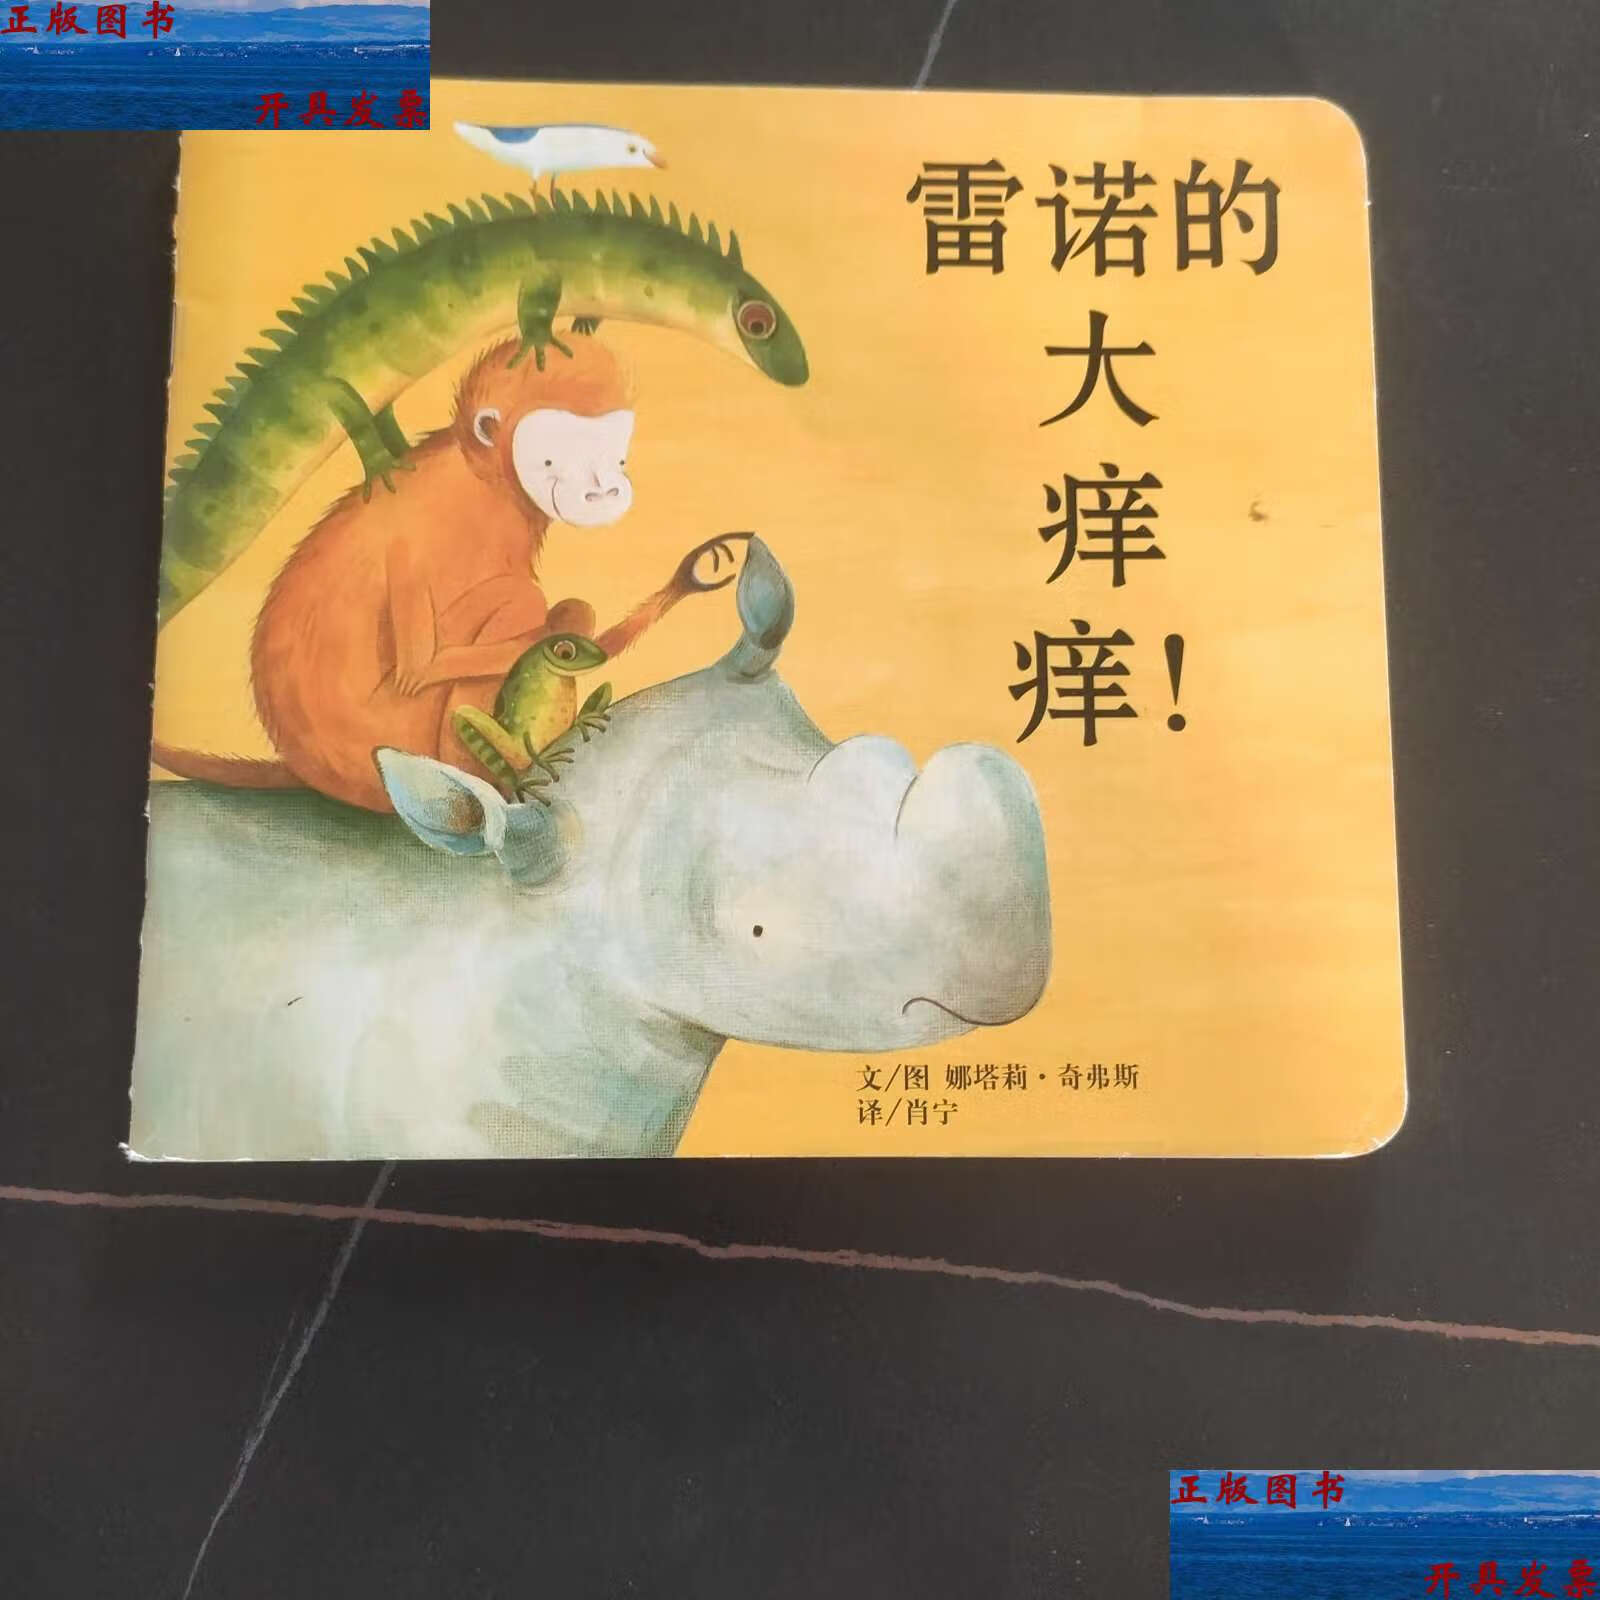 正版图书
开具发票
雷诺的
大
痒
痒！
文/图 娜塔莉·奇弗斯
译/肖宁
正版图书
开具发票